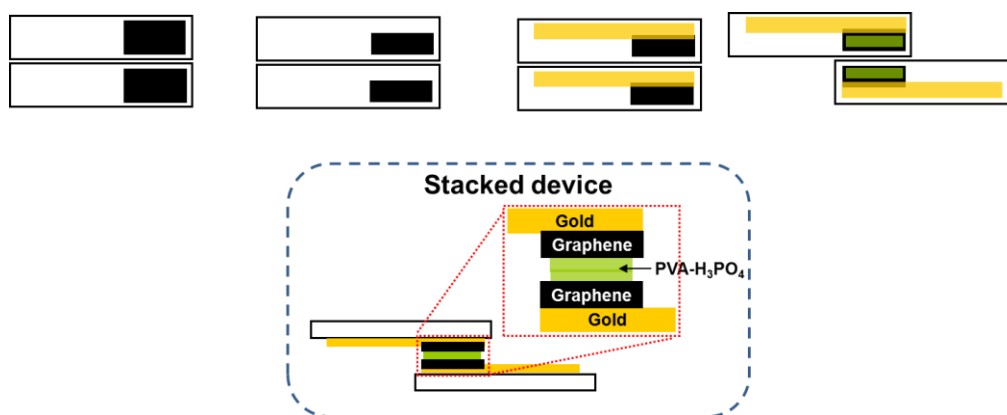 Stacked device
Gold
Graphene
PVA-H₃PO₄
Graphene
Gold